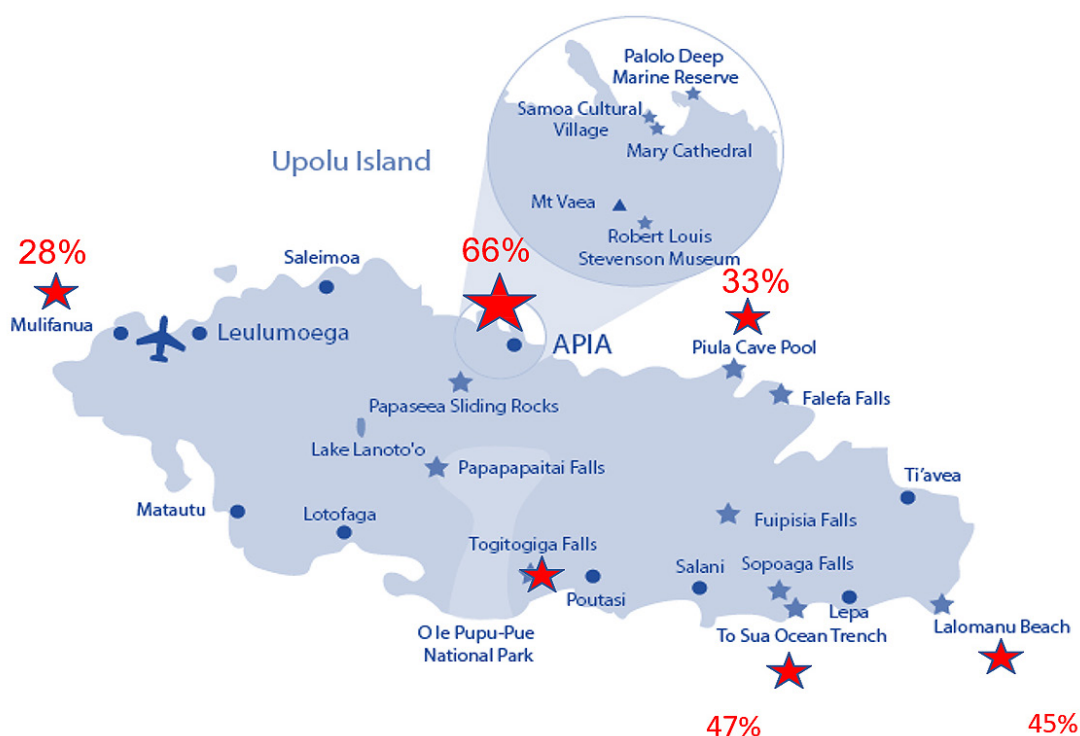 Palolo Deep
Marine Reserve
Samoa Cultural
Village
Mary Cathedral
Upolu Island
Mt Vaea
Robert Louis
Stevenson Museum
28%
66%
33%
Saleimoa
Mulifanua
Leulumoega
APIA
Piula Cave Pool
Papaseea Sliding Rocks
Falefa Falls
Lake Lanoto'o
Papapapaitai Falls
Ti'avea
Matautu
Lotofaga
Fuipisia Falls
Togitogiga Falls
Salani
Sopoaga Falls
Poutasi
Lepa
O le Pupu-Pue
National Park
To Sua Ocean Trench
Lalomanu Beach
47%
45%